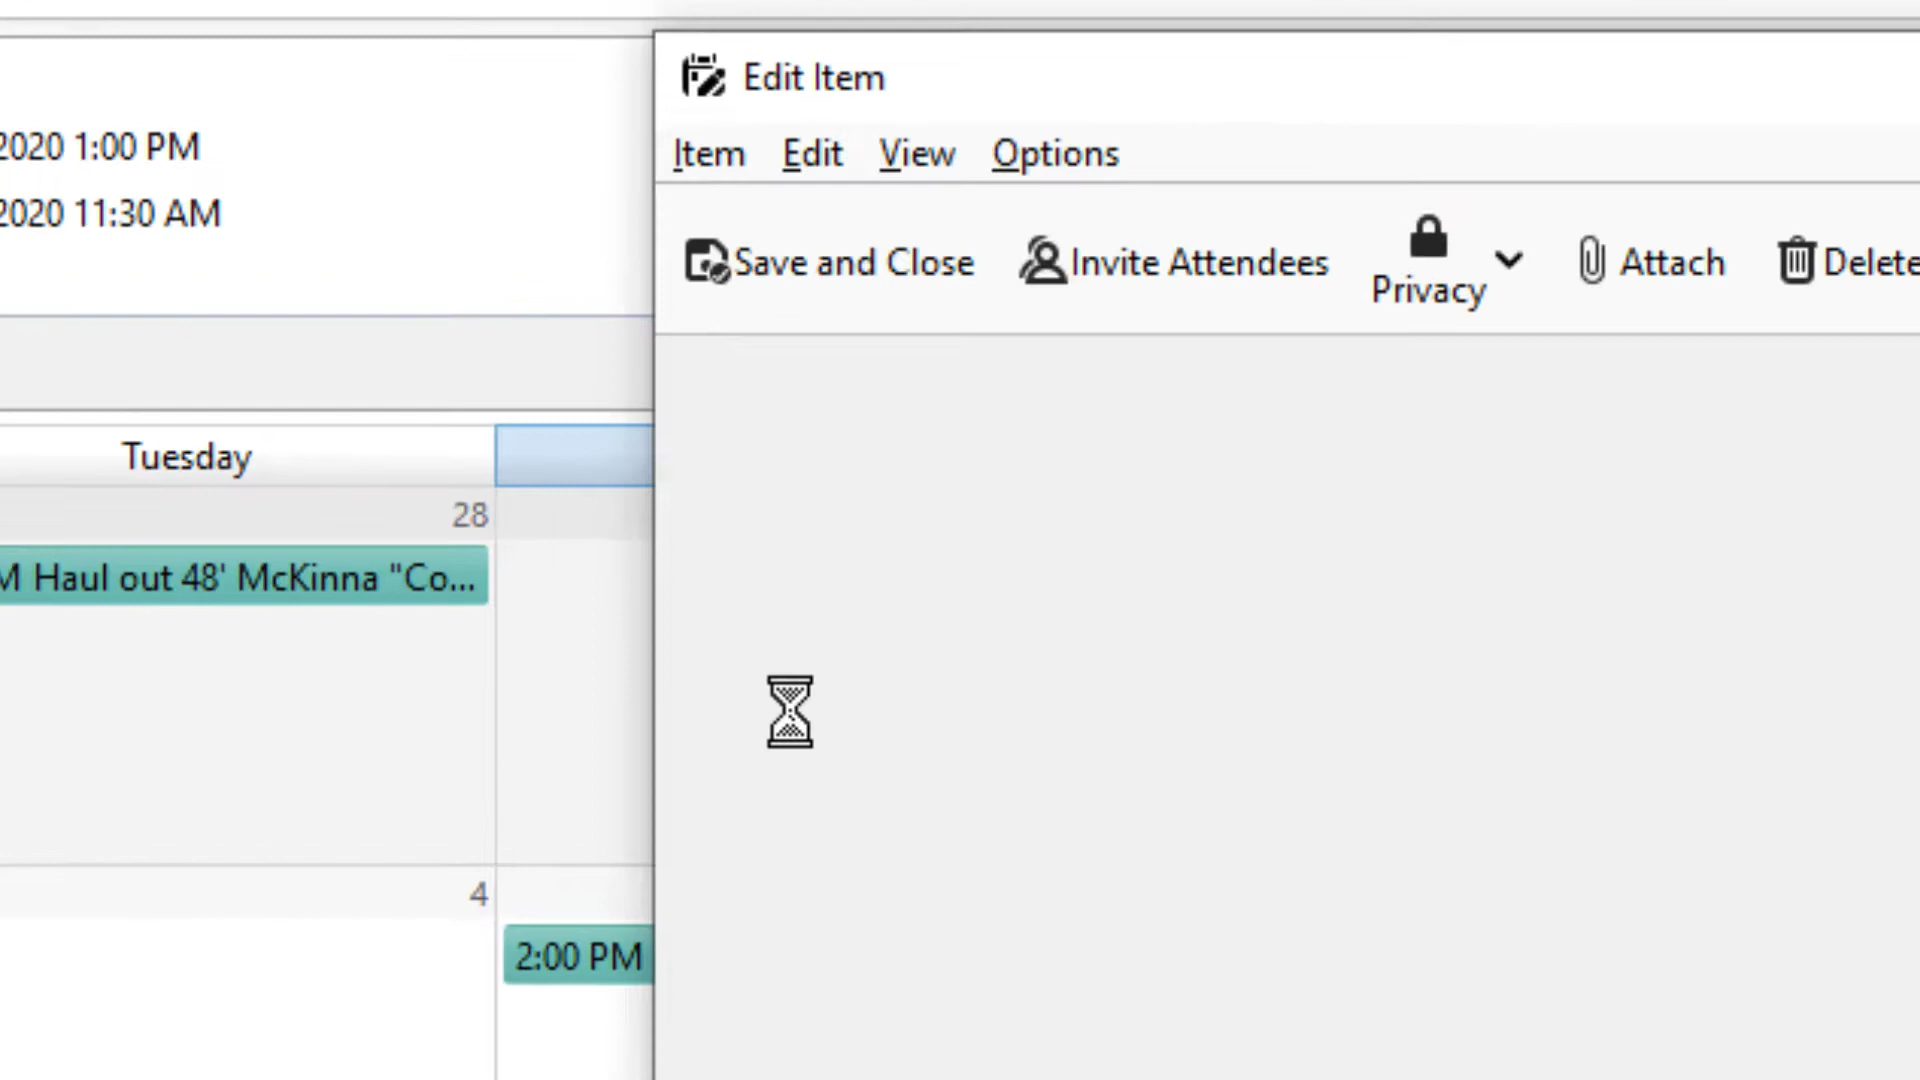 2020 1:00 PM
2020 11:30 AM
Tuesday
28
M Haul out 48' McKinna "Co...
4
2:00 PM
Edit Item
Item Edit View Options
Save and Close Invite Attendees Privacy Attach Delete